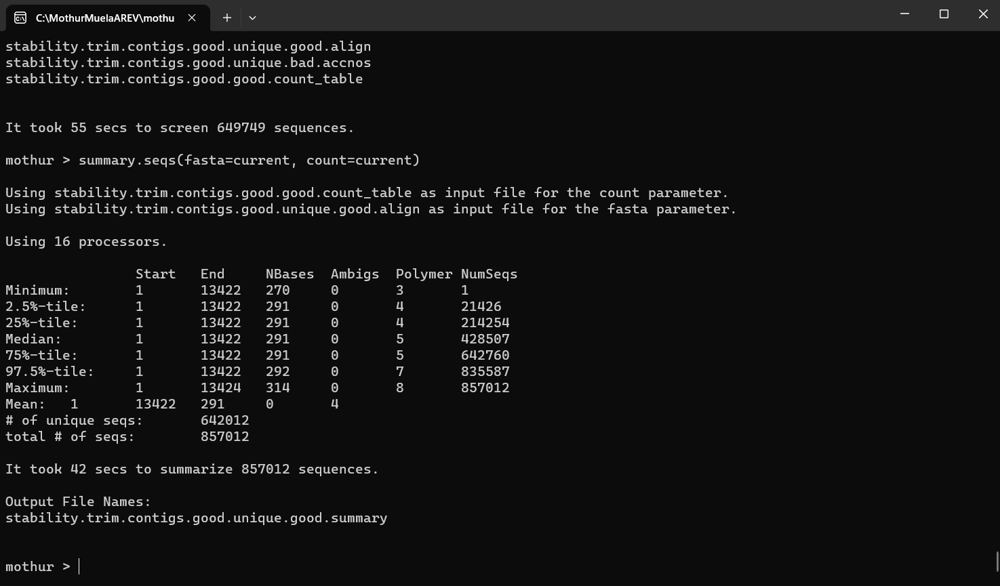 C:\MothurMuelaAREV\mothu
stability.trim.contigs.good.unique.good.align
stability.trim.contigs.good.unique.bad.accnos
stability.trim.contigs.good.good.count_table
It took 55 secs to screen 649749 sequences.
mothur > summary.seqs(fasta=current, count=current)
Using stability.trim.contigs.good.good.count_table as input file for the count parameter.
Using stability.trim.contigs.good.unique.good.align as input file for the fasta parameter.
Using 16 processors.
Start End NBases Ambigs Polymer NumSeqs
Minimum: 1 13422 270 0 3 1
2.5%-tile: 1 13422 291 0 4 21426
25%-tile: 1 13422 291 0 4 214254
Median: 1 13422 291 0 5 428507
75%-tile: 1 13422 291 0 5 642760
97.5%-tile: 1 13422 292 0 7 835587
Maximum: 1 13424 314 0 8 857012
Mean: 1 13422 291 0 4
# of unique seqs: 642012
total # of seqs: 857012
It took 42 secs to summarize 857012 sequences.
Output File Names:
stability.trim.contigs.good.unique.good.summary
mothur >